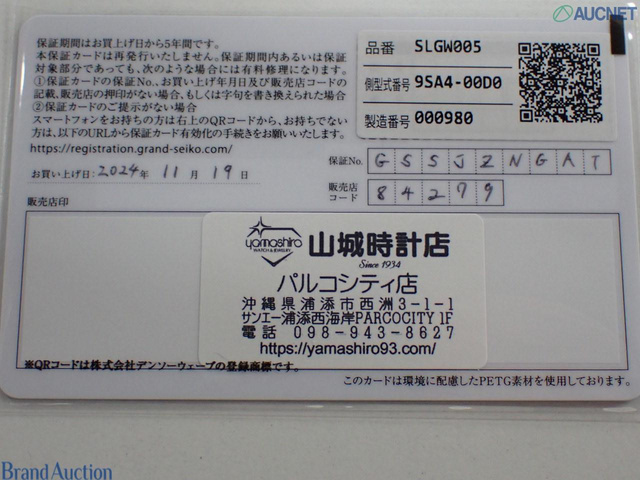 AUCNET
保証期間はお買上げ日から5年間です。
本保証カードは再発行いたしません。保証期間内あるいは保証
対象部分であっても、次のような場合には有料修理になります。
①保証カードの保証No.、お買上げ年月日及び販売店コードの
記載、販売店の押印がない場合、もしくは字句を書き換えられた場合
②保証カードのご提示がない場合
スマートフォンをお持ちの方は右上のQRコードから、お持ちでない
方は、以下のURLから保証カード有効化の手続きをお願いいたします。
https://registration.grand-seiko.com/
お買い上げ日: 2024年 11月 19日
品番 SLGW005
側型式番号 9SA4-00D0
製造番号 000980
保証No. GSSJZNGAT
販売店コード 84279
販売店印
yamashiro
WATCH & JEWELRY
山城時計店
Since 1934
パルコシティ店
沖縄県浦添市西洲3-1-1
サンエー浦添西海岸PARCOCITY 1F
電話 098-943-8627
https://yamashiro93.com/
※QRコードは株式会社デンソーウェーブの登録商標です。
このカードは環境に配慮したPETG素材を使用しております。
Brand Auction